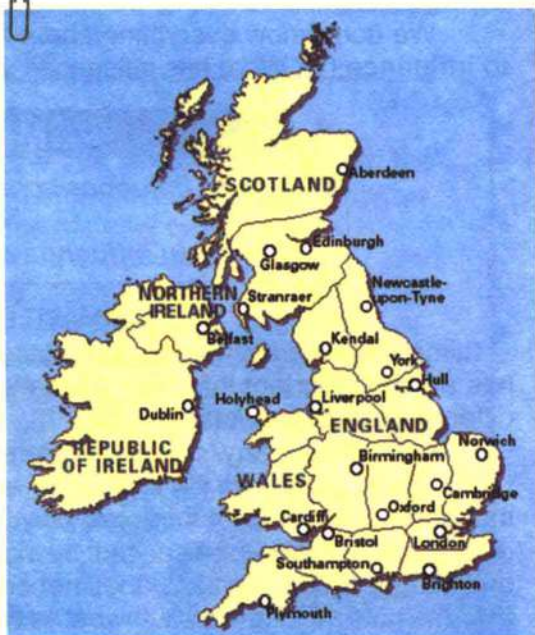 Aberdeen
SCOTLAND
Edinburgh
Glasgow
Newcastle-
upon-Tyne
NORTHERN
IRELAND
Stranraer
Belfast
Kendal
York
Hull
Holyhead
Liverpool
Dublin
ENGLAND
Norwich
REPUBLIC
OF IRELAND
Birmingham
WALES
Cambridge
Oxford
Cardiff
Bristol
London
Southampton
Brighton
Plymouth